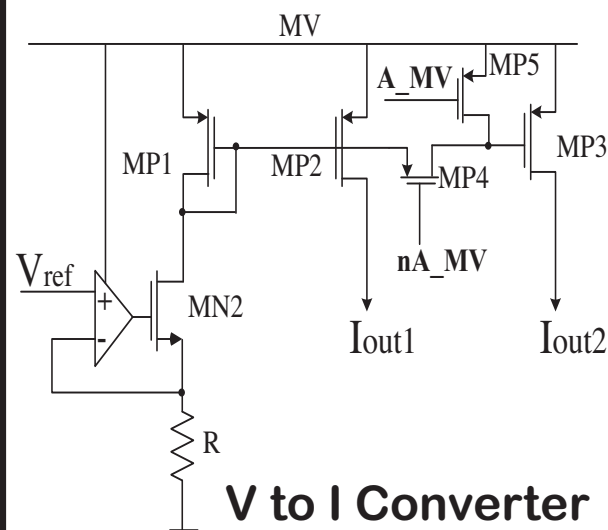 MV
A_MV
MP5
MP1
MP2
MP4
MP3
nA_MV
Vref
+
-
MN2
Iout1
Iout2
R
V to I Converter